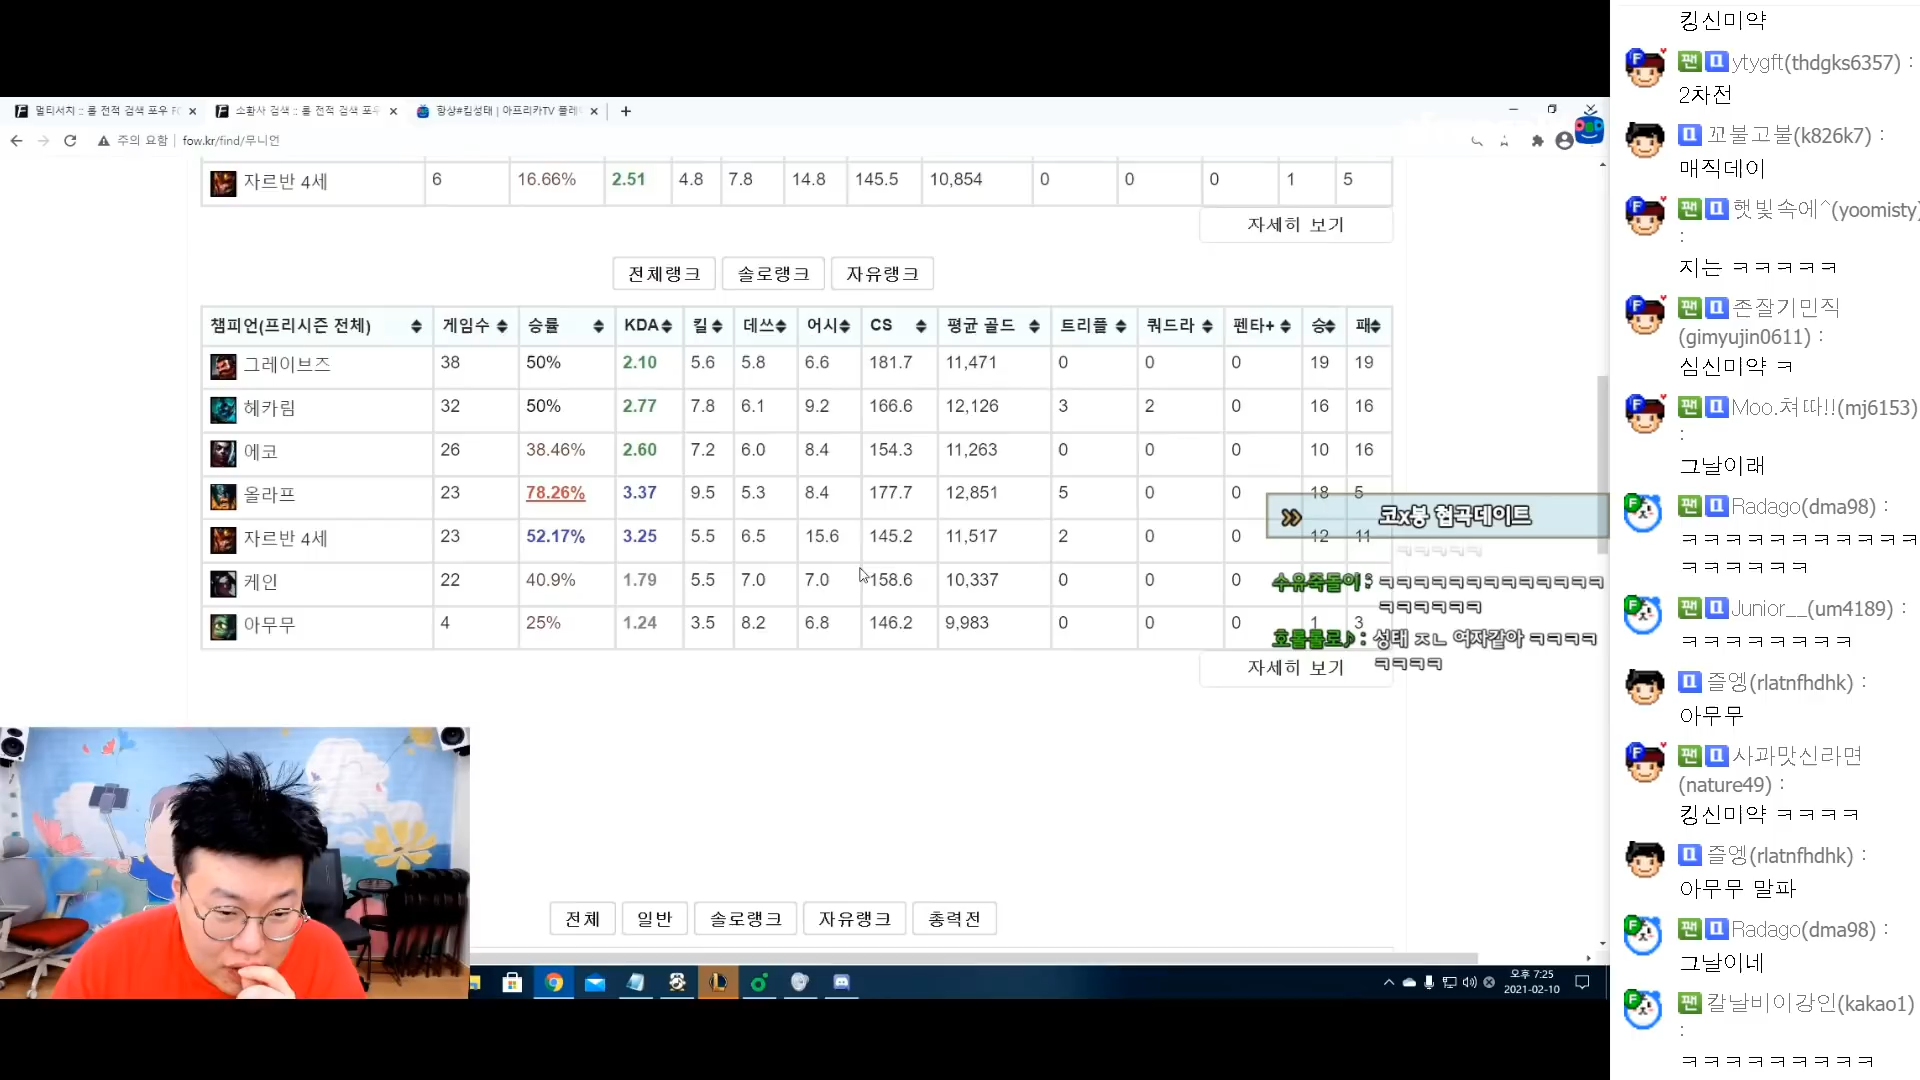 멀티서치 :: 롤 전적 검색 포우 F
소환사 검색 :: 롤 전적 검색 포우
항상#킴성태 | 아프리카TV 플레
주의 요함
fow.kr/find/무니언
자르반 4세 6 16.66% 2.51 4.8 7.8 14.8 145.5 10,854 0 0 0 1 5
자세히 보기
전체랭크 솔로랭크 자유랭크
챔피언(프리시즌 전체) 게임수 승률 KDA 킬 데쓰 어시 CS 평균 골드 트리플 쿼드라 펜타+ 승 패
그레이브즈 38 50% 2.10 5.6 5.8 6.6 181.7 11,471 0 0 0 19 19
헤카림 32 50% 2.77 7.8 6.1 9.2 166.6 12,126 3 2 0 16 16
에코 26 38.46% 2.60 7.2 6.0 8.4 154.3 11,263 0 0 0 10 16
올라프 23 78.26% 3.37 9.5 5.3 8.4 177.7 12,851 5 0 0 18 5
자르반 4세 23 52.17% 3.25 5.5 6.5 15.6 145.2 11,517 2 0 0 12 11
케인 22 40.9% 1.79 5.5 7.0 7.0 158.6 10,337 0 0 0
아무무 4 25% 1.24 3.5 8.2 6.8 146.2 9,983 0 0 0 1 3
자세히 보기
코x봉 협곡데이트
ㅋㅋㅋㅋㅋ
수유죽돌이 : ㅋㅋㅋㅋㅋㅋㅋㅋㅋㅋㅋㅋㅋ
ㅋㅋㅋㅋㅋㅋ
호롤롤로♪ : 성태 ㅈㄴ 여자같아 ㅋㅋㅋㅋ
ㅋㅋㅋㅋ
전체 일반 솔로랭크 자유랭크 총력전
오후 7:25
2021-02-10
킹신미약
팬 ytygft(thdgks6357) :
2차전
꼬불고불(k826k7) :
매직데이
팬 햇빛속에^(yoomisty)
:
지는 ㅋㅋㅋㅋㅋ
팬 존잘기민직
(gimyujin0611) :
심신미약 ㅋ
팬 Moo.쳐따!!(mj6153)
:
그날이래
팬 Radago(dma98) :
ㅋㅋㅋㅋㅋㅋㅋㅋㅋㅋㅋ
ㅋㅋㅋㅋㅋㅋ
팬 Junior__(um4189) :
ㅋㅋㅋㅋㅋㅋㅋㅋ
즐엥(rlatnfhdhk) :
아무무
팬 사과맛신라면
(nature49) :
킹신미약 ㅋㅋㅋㅋ
즐엥(rlatnfhdhk) :
아무무 말파
팬 Radago(dma98) :
그날이네
팬 칼날비이강인(kakao1)
:
ㅋㅋㅋㅋㅋㅋㅋㅋㅋ